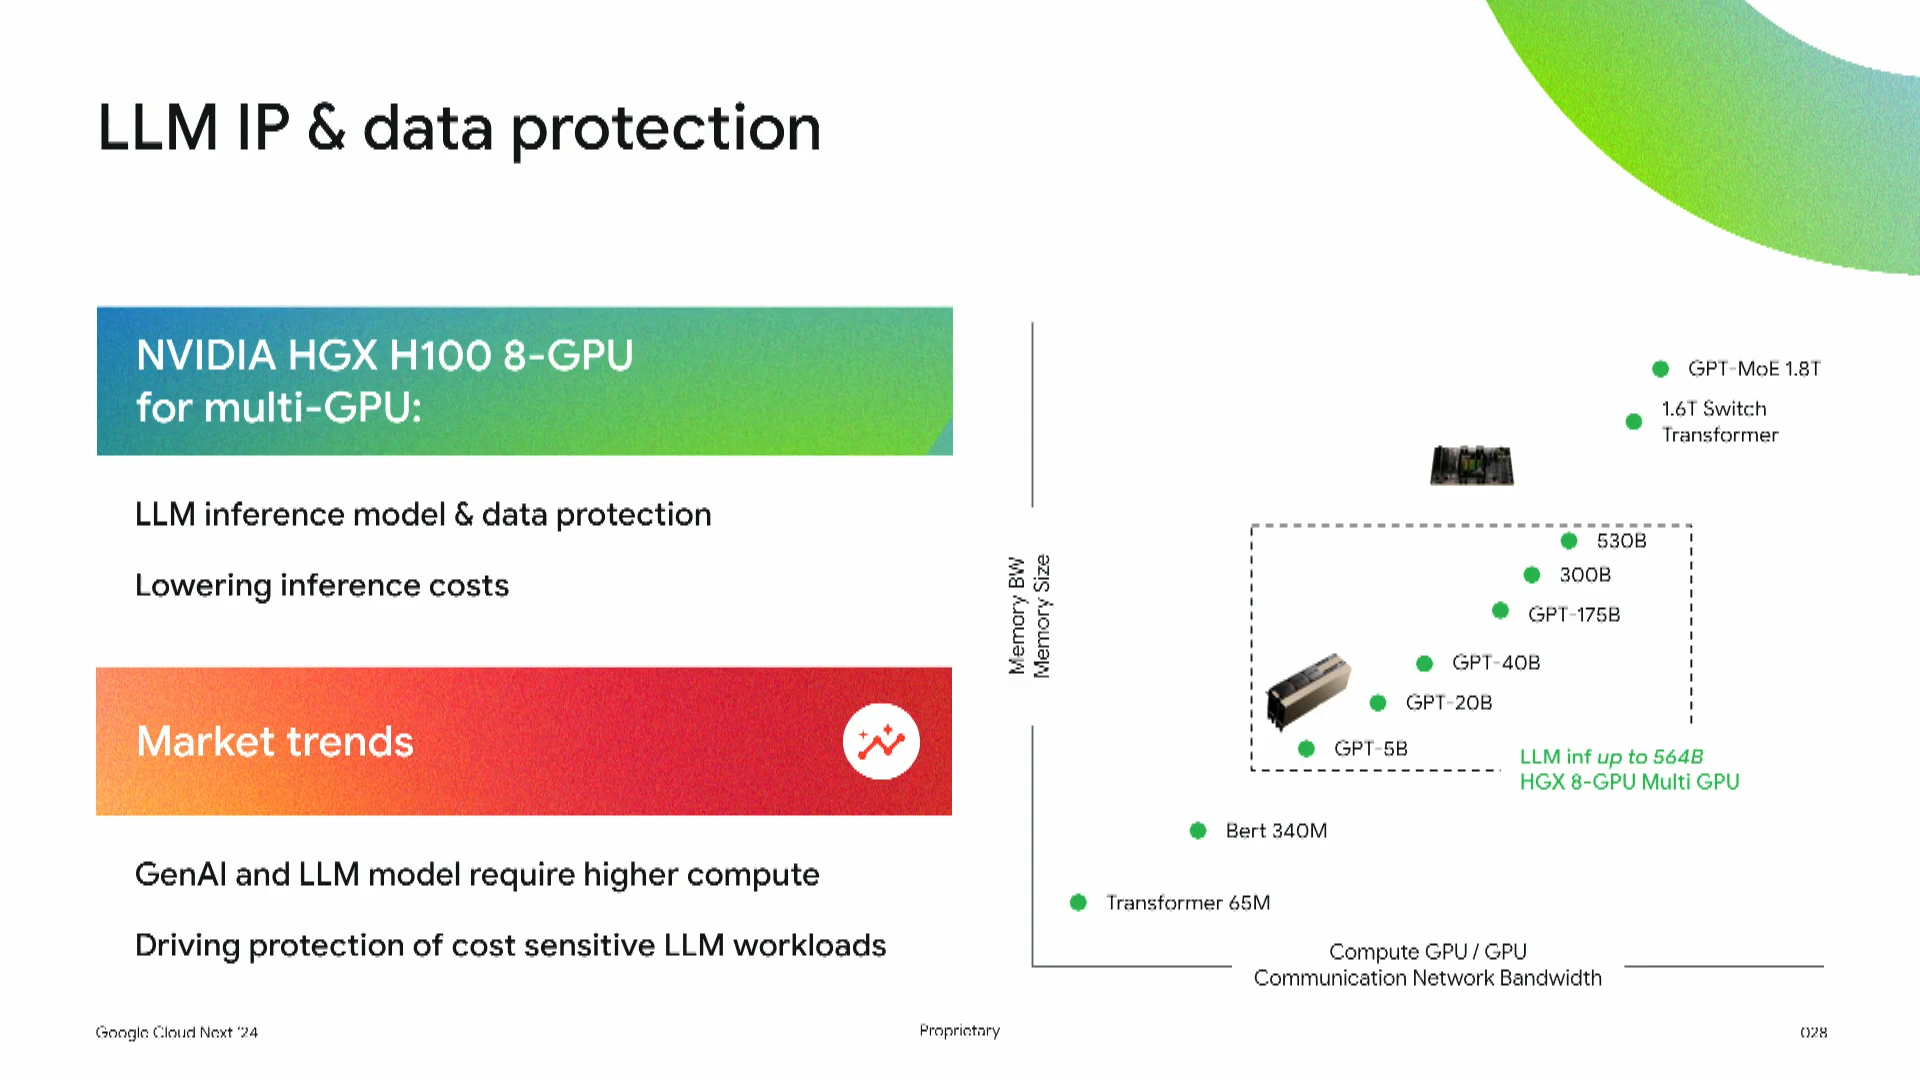 LLM IP & data protection
NVIDIA HGX H100 8-GPU
for multi-GPU:
LLM inference model & data protection
Lowering inference costs
Market trends
GenAI and LLM model require higher compute
Driving protection of cost sensitive LLM workloads
Memory BW
Memory Size
GPT-MoE 1.8T
1.6T Switch
Transformer
530B
300B
GPT-175B
GPT-40B
GPT-20B
GPT-5B
LLM inf up to 564B
HGX 8-GPU Multi GPU
Bert 340M
Transformer 65M
Compute GPU / GPU
Communication Network Bandwidth
Google Cloud Next '24
Proprietary
028